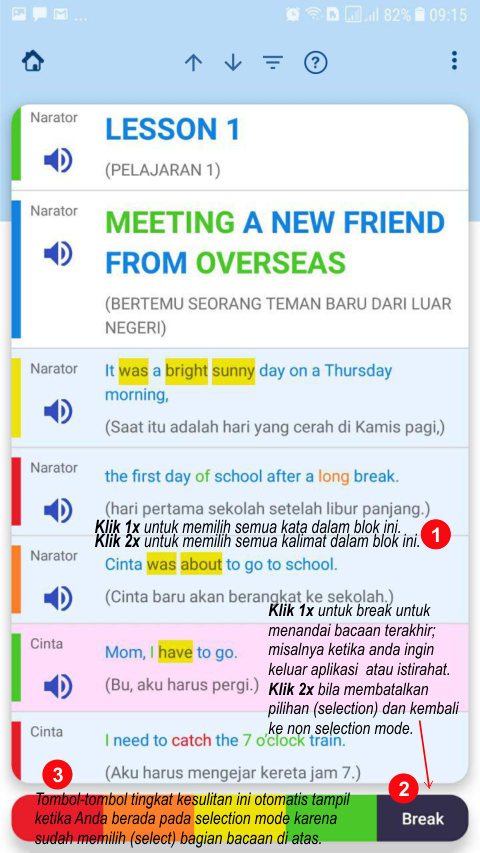 82% 09:15
Narator
LESSON 1
(PELAJARAN 1)
Narator
MEETING A NEW FRIEND
FROM OVERSEAS
(BERTEMU SEORANG TEMAN BARU DARI LUAR
NEGERI)
Narator
It was a bright sunny day on a Thursday
morning,
(Saat itu adalah hari yang cerah di Kamis pagi,)
Narator
the first day of school after a long break.
(hari pertama sekolah setelah libur panjang.)
Klik 1x untuk memilih semua kata dalam blok ini.
Klik 2x untuk memilih semua kalimat dalam blok ini.
1
Narator
Cinta was about to go to school.
(Cinta baru akan berangkat ke sekolah.)
Klik 1x untuk break untuk
menandai bacaan terakhir;
misalnya ketika anda ingin
keluar aplikasi atau istirahat.
Klik 2x bila membatalkan
pilihan (selection) dan kembali
ke non selection mode.
Cinta
Mom, I have to go.
(Bu, aku harus pergi.)
Cinta
I need to catch the 7 o'clock train.
(Aku harus mengejar kereta jam 7.)
3
2
Tombol-tombol tingkat kesulitan ini otomatis tampil
ketika Anda berada pada selection mode karena
sudah memilih (select) bagian bacaan di atas.
Break